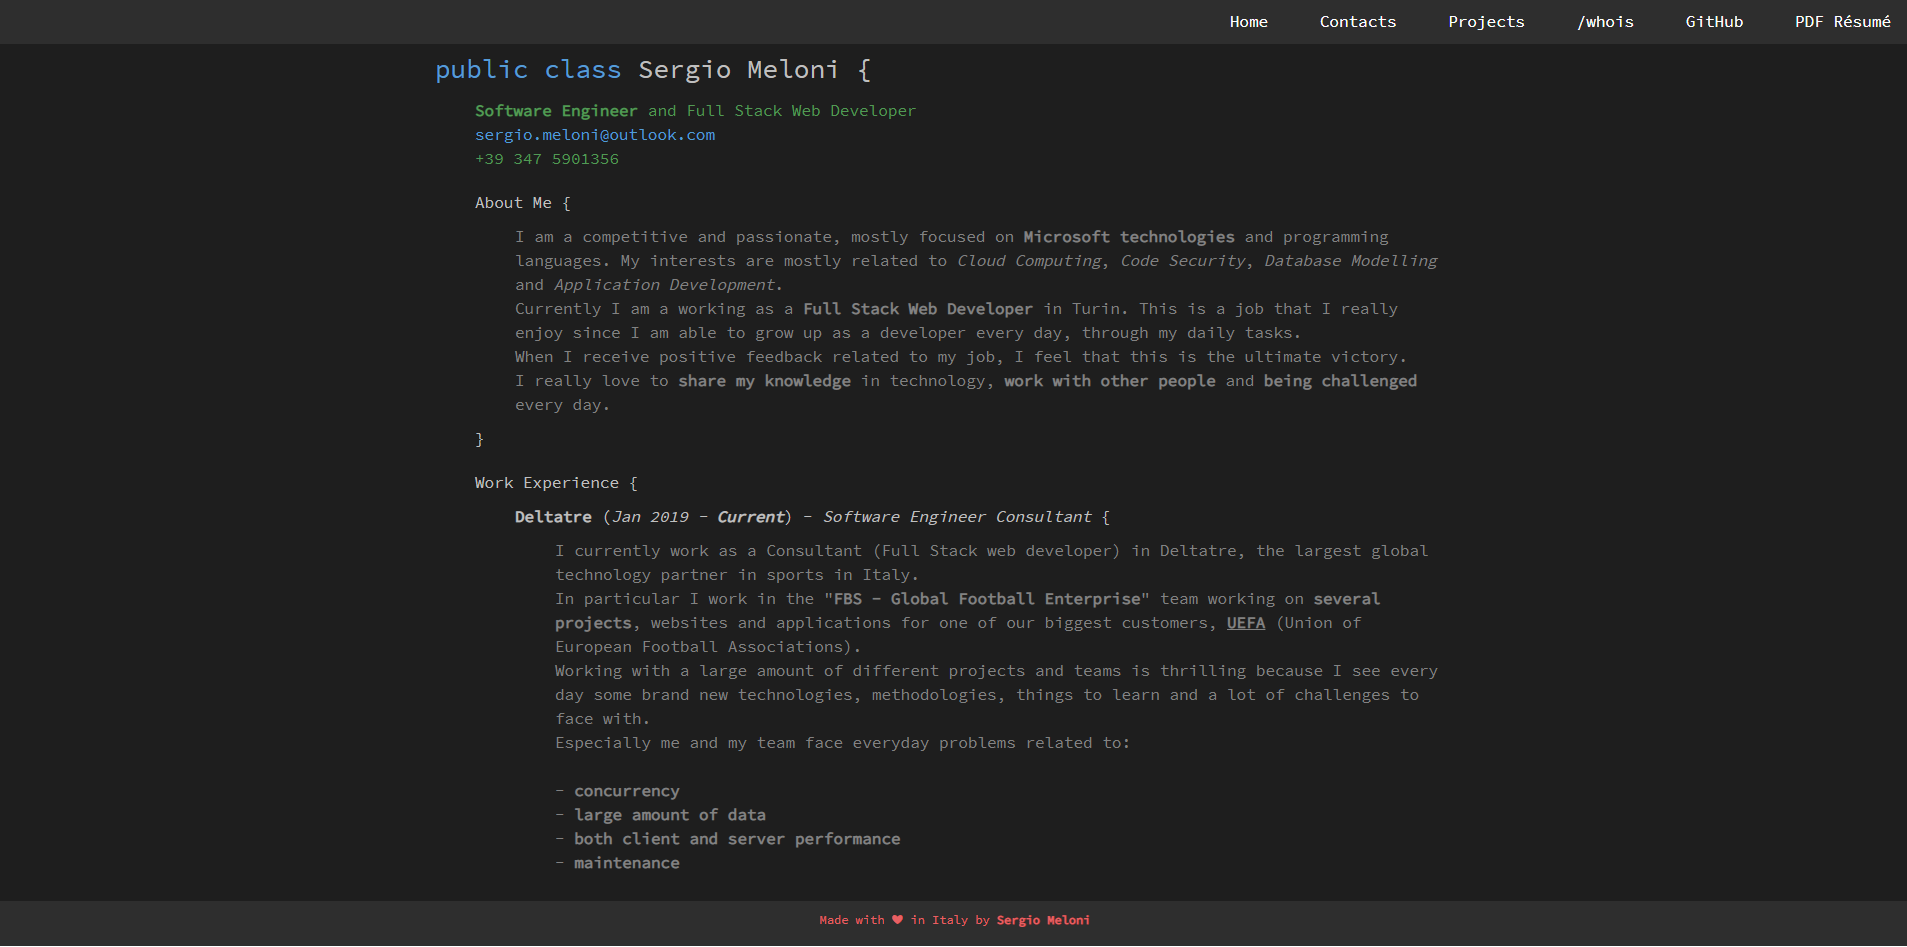 Home Contacts Projects /whois GitHub PDF Résumé
public class Sergio Meloni {
Software Engineer and Full Stack Web Developer
sergio.meloni@outlook.com
+39 347 5901356
About Me {
I am a competitive and passionate, mostly focused on Microsoft technologies and programming
languages. My interests are mostly related to Cloud Computing, Code Security, Database Modelling
and Application Development.
Currently I am a working as a Full Stack Web Developer in Turin. This is a job that I really
enjoy since I am able to grow up as a developer every day, through my daily tasks.
When I receive positive feedback related to my job, I feel that this is the ultimate victory.
I really love to share my knowledge in technology, work with other people and being challenged
every day.
}
Work Experience {
Deltatre (Jan 2019 - Current) - Software Engineer Consultant {
I currently work as a Consultant (Full Stack web developer) in Deltatre, the largest global
technology partner in sports in Italy.
In particular I work in the "FBS - Global Football Enterprise" team working on several
projects, websites and applications for one of our biggest customers, UEFA (Union of
European Football Associations).
Working with a large amount of different projects and teams is thrilling because I see every
day some brand new technologies, methodologies, things to learn and a lot of challenges to
face with.
Especially me and my team face everyday problems related to:
- concurrency
- large amount of data
- both client and server performance
- maintenance
Made with ♥ in Italy by Sergio Meloni